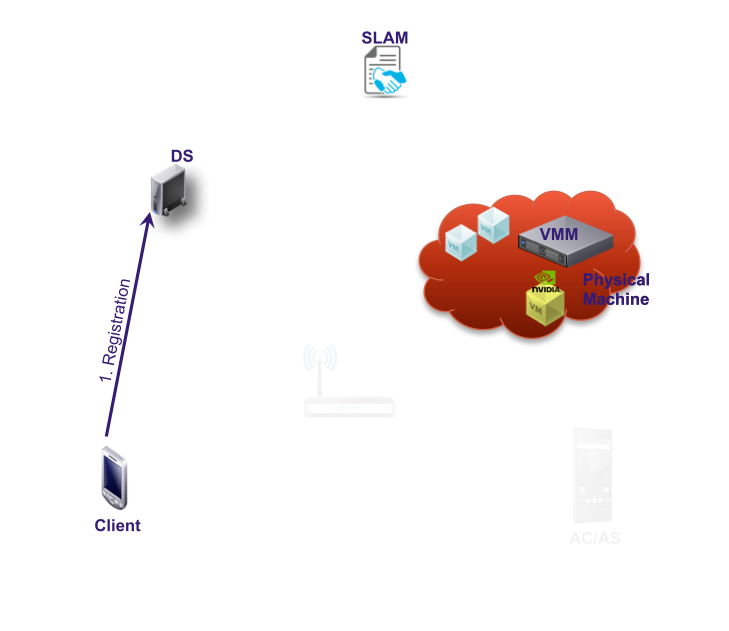 SLAM
DS
VMM
VM
VM
Physical
Machine
NVIDIA
VM
1. Registration
Client
AC/AS